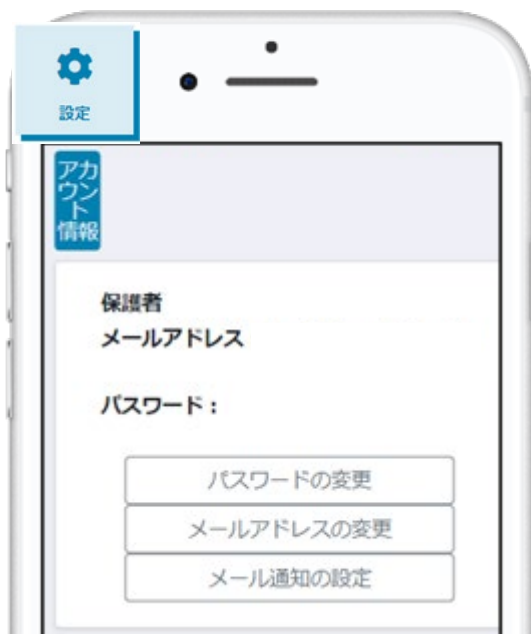 設定
アカ
ウン
ト
情報
保護者
メールアドレス
パスワード：
パスワードの変更
メールアドレスの変更
メール通知の設定